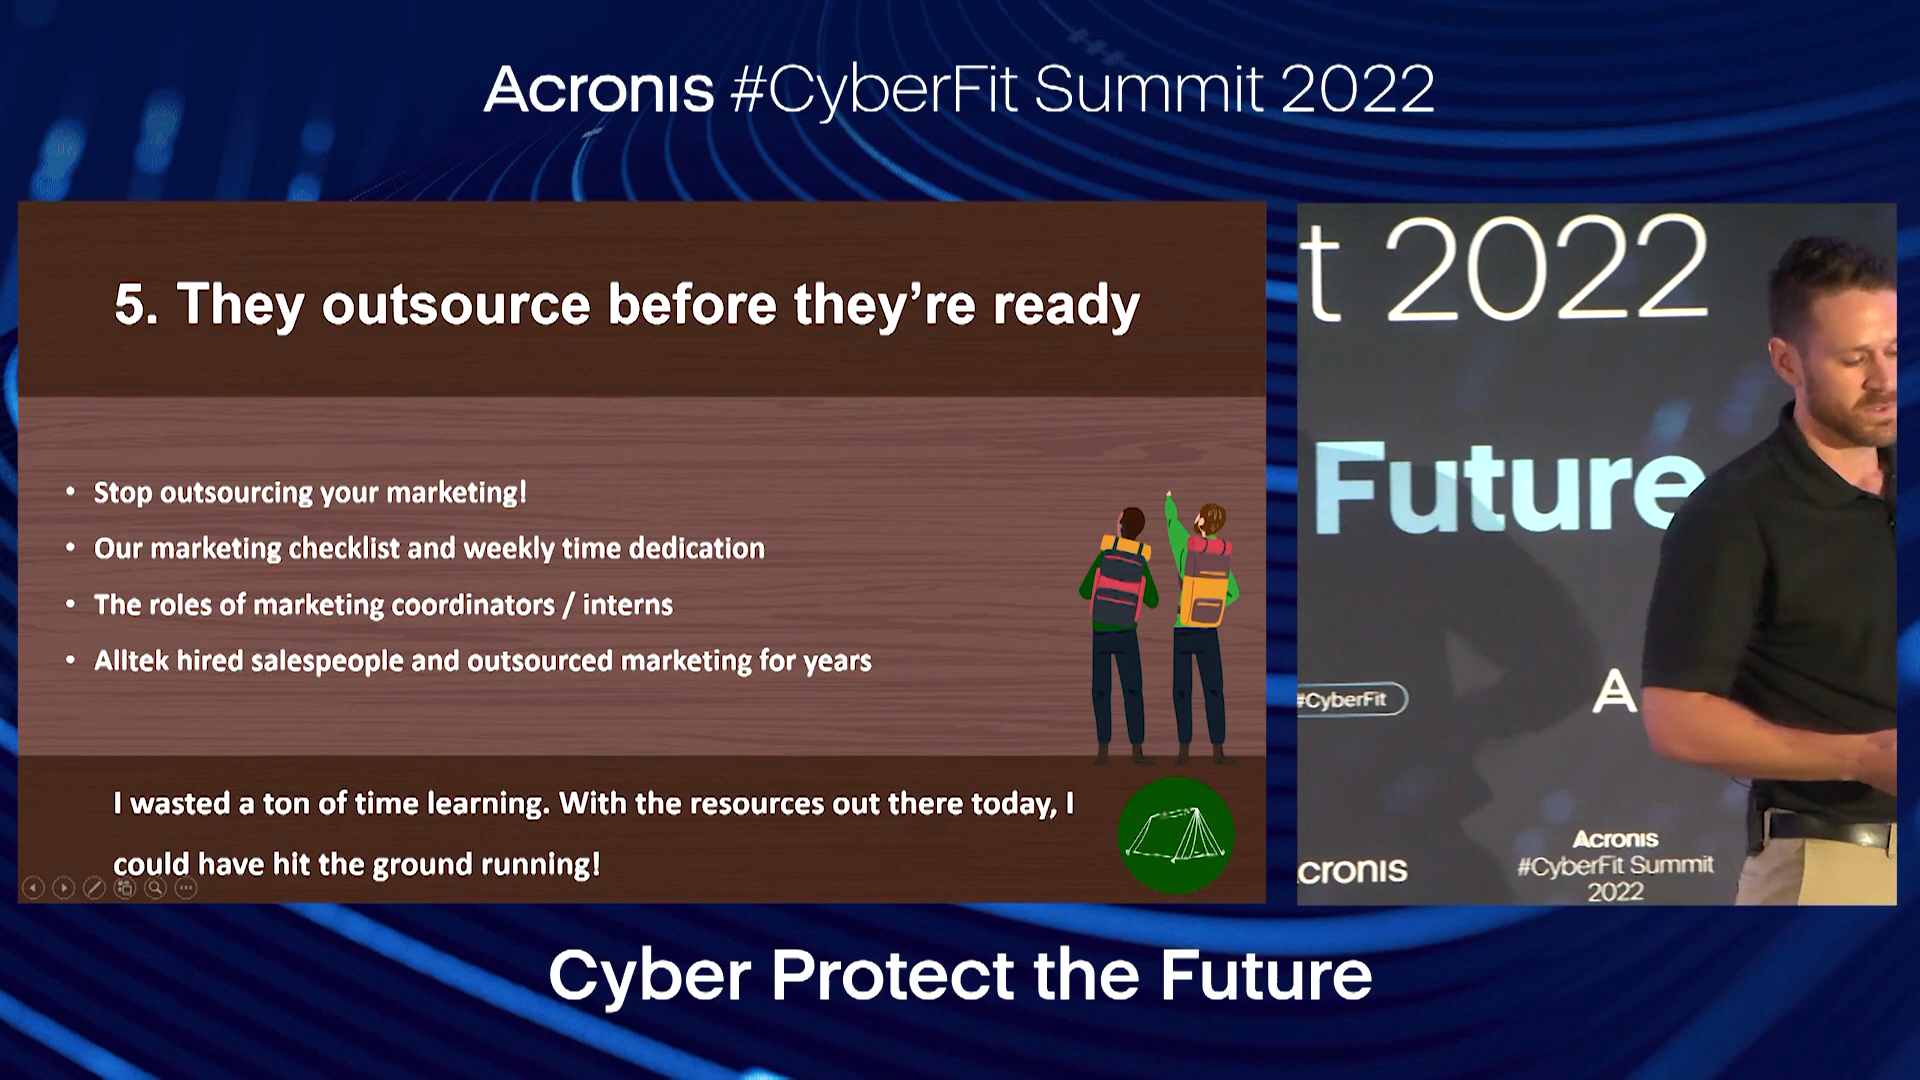 Acronis #CyberFit Summit 2022
5. They outsource before they're ready
• Stop outsourcing your marketing!
• Our marketing checklist and weekly time dedication
• The roles of marketing coordinators / interns
• Alltek hired salespeople and outsourced marketing for years
I wasted a ton of time learning. With the resources out there today, I
could have hit the ground running!
t 2022
Future
#CyberFit
A
cronis
Acronis
#CyberFit Summit
2022
Cyber Protect the Future